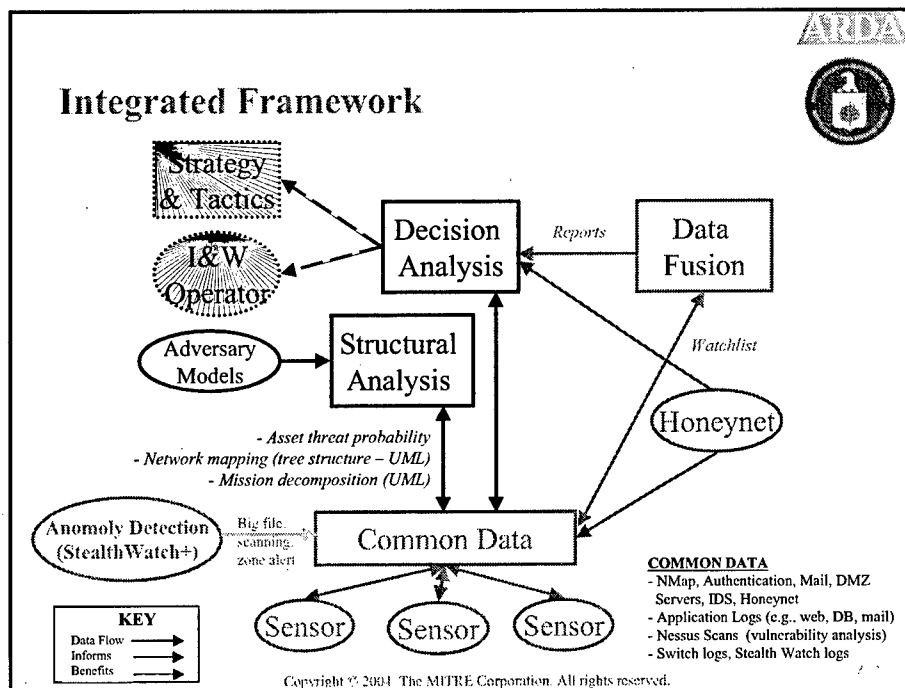 ARDA
Integrated Framework
Strategy
& Tactics
I&W
Operator
Decision
Analysis
Reports
Data
Fusion
Adversary
Models
Structural
Analysis
Watchlist
Honeynet
- Asset threat probability
- Network mapping (tree structure – UML)
- Mission decomposition (UML)
Anomoly Detection
(StealthWatch+)
Big file,
scanning,
zone alert
Common Data
Sensor
Sensor
Sensor
COMMON DATA
- NMap, Authentication, Mail, DMZ
Servers, IDS, Honeynet
- Application Logs (e.g., web, DB, mail)
- Nessus Scans (vulnerability analysis)
- Switch logs, Stealth Watch logs
KEY
Data Flow
Informs
Benefits
Copyright © 2004 The MITRE Corporation. All rights reserved.